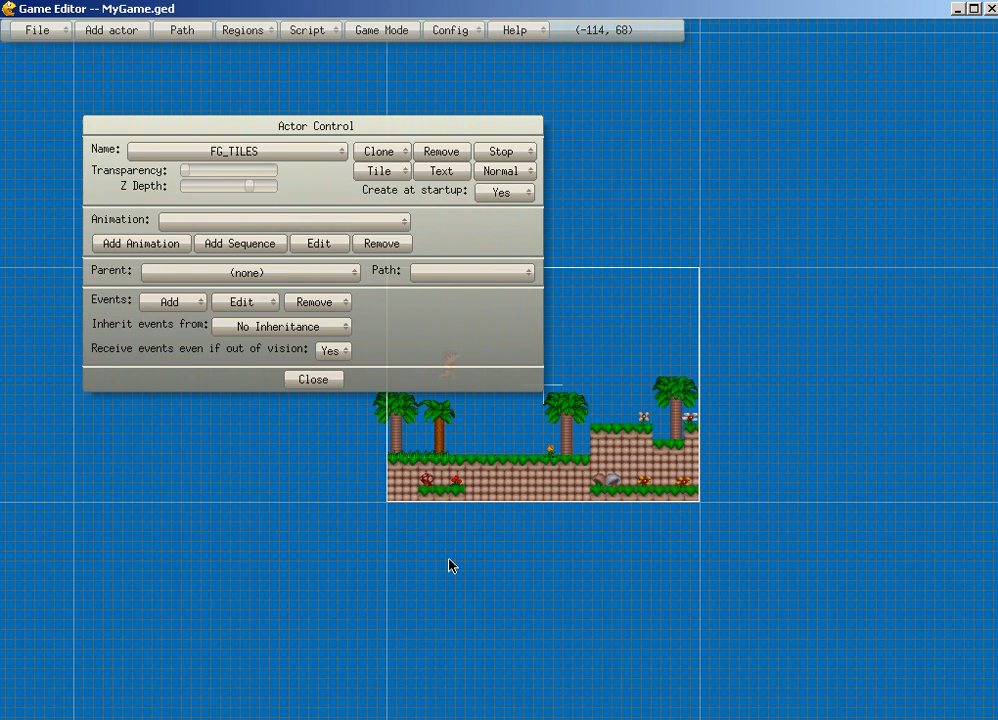 Game Editor -- MyGame.ged
File Add actor Path Regions Script Game Mode Config Help (-114, 68)
Actor Control
Name: FG_TILES Clone Remove Stop
Transparency: Tile Text Normal
Z Depth: Create at startup: Yes
Animation:
Add Animation Add Sequence Edit Remove
Parent: (none) Path:
Events: Add Edit Remove
Inherit events from: No Inheritance
Receive events even if out of vision: Yes
Close